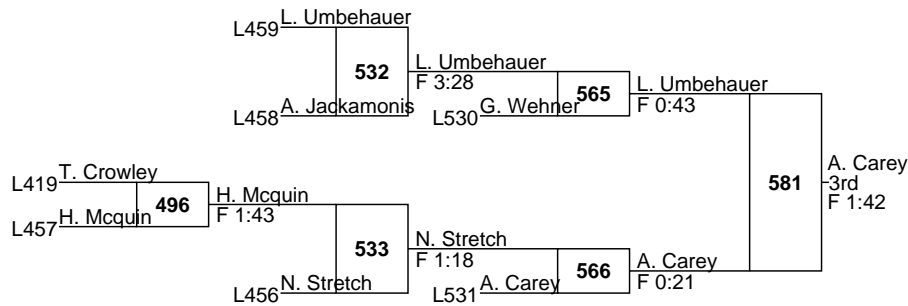 L459 L. Umbehauer
532
L. Umbehauer
F 3:28
L458 A. Jackamonis
565
L. Umbehauer
F 0:43
L530 G. Wehner
L419 T. Crowley
496
H. Mcquin
F 1:43
L457 H. Mcquin
581
A. Carey
3rd
F 1:42
533
N. Stretch
F 1:18
L456 N. Stretch
566
A. Carey
F 0:21
L531 A. Carey